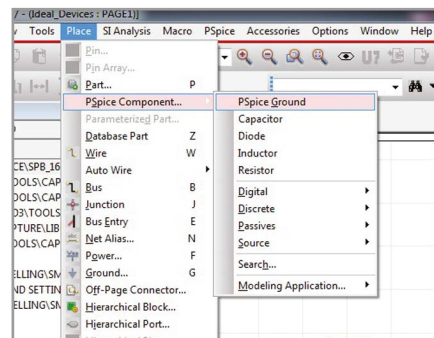 / - (Ideal_Devices : PAGE1)]
Tools Place SI Analysis Macro PSpice Accessories Options Window Help
Pin...
Pin Array...
Part... P
PSpice Component...
Parameterized Part...
Database Part Z
Wire W
Auto Wire
Bus B
Junction J
Bus Entry E
Net Alias... N
Power... F
Ground... G
Off-Page Connector...
Hierarchical Block...
Hierarchical Port...
PSpice Ground
Capacitor
Diode
Inductor
Resistor
Digital
Discrete
Passives
Source
Search...
Modeling Application...
U?
CE\SPB_16
OOLS\CAP
OOLS\CAP
D3\TOOLS
PTURE\LIB
OOLS\CAP
ELLING\SM
ND SETTIN
ELLING\SM